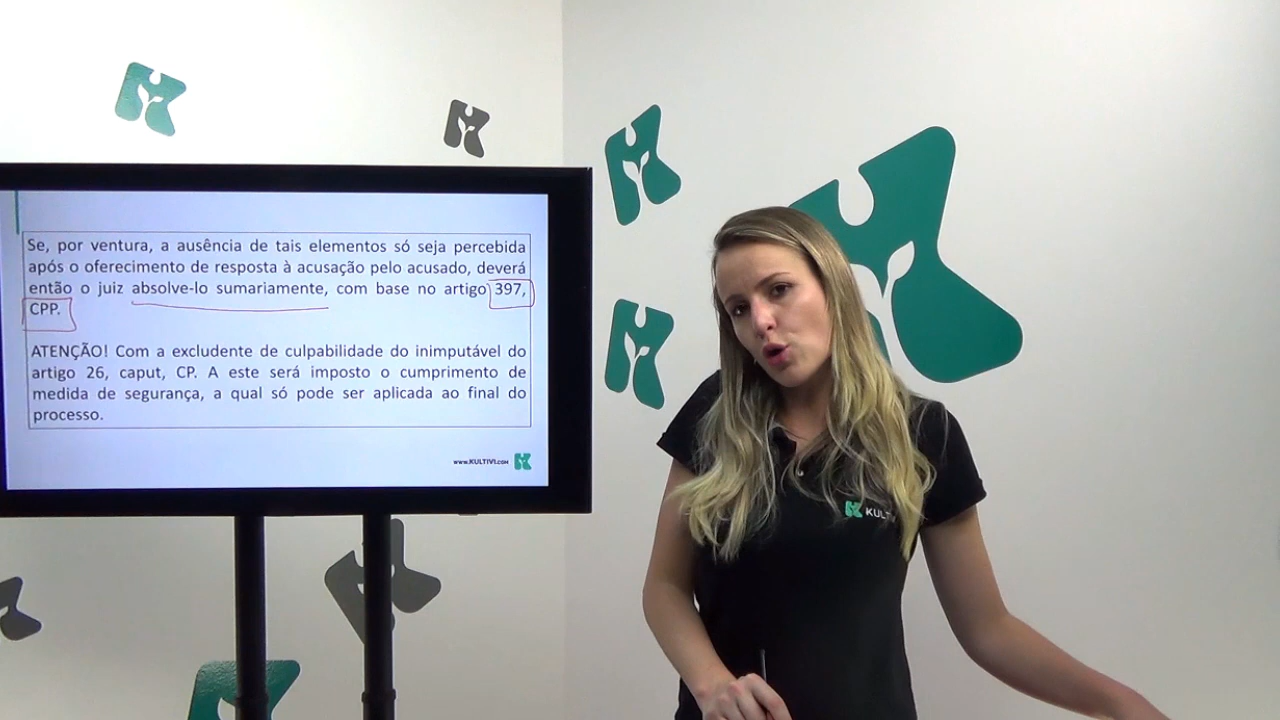 Se, por ventura, a ausência de tais elementos só seja percebida
após o oferecimento de resposta à acusação pelo acusado, deverá
então o juiz absolve-lo sumariamente, com base no artigo 397,
CPP.
ATENÇÃO! Com a excludente de culpabilidade do inimputável do
artigo 26, caput, CP. A este será imposto o cumprimento de
medida de segurança, a qual só pode ser aplicada ao final do
processo.
www.KULTIVI.com
KULT